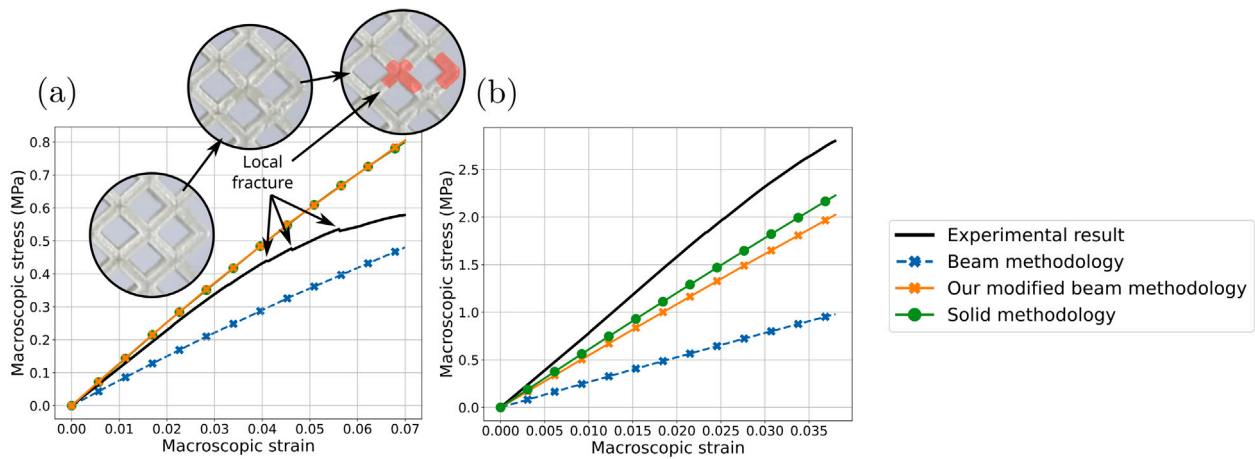 (a)
(b)
Local
fracture
Macroscopic stress (MPa)
0.8
0.7
0.6
0.5
0.4
0.3
0.2
0.1
0.0
0.00 0.01 0.02 0.03 0.04 0.05 0.06 0.07
Macroscopic strain
Macroscopic stress (MPa)
2.5
2.0
1.5
1.0
0.5
0.0
0.000 0.005 0.010 0.015 0.020 0.025 0.030 0.035
Macroscopic strain
Experimental result
Beam methodology
Our modified beam methodology
Solid methodology